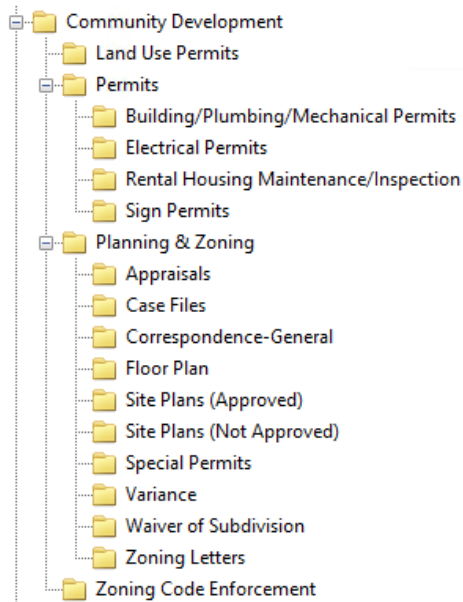 Community Development
Land Use Permits
Permits
Building/Plumbing/Mechanical Permits
Electrical Permits
Rental Housing Maintenance/Inspection
Sign Permits
Planning & Zoning
Appraisals
Case Files
Correspondence-General
Floor Plan
Site Plans (Approved)
Site Plans (Not Approved)
Special Permits
Variance
Waiver of Subdivision
Zoning Letters
Zoning Code Enforcement